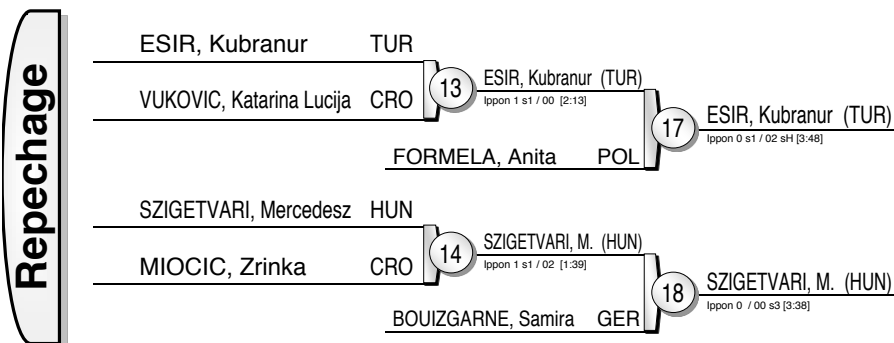 Repechage
ESIR, Kubranur TUR
VUKOVIC, Katarina Lucija CRO
13
ESIR, Kubranur (TUR)
Ippon 1 s1 / 00 [2:13]
FORMELA, Anita POL
17
ESIR, Kubranur (TUR)
Ippon 0 s1 / 02 sH [3:48]
SZIGETVARI, Mercedesz HUN
MIOCIC, Zrinka CRO
14
SZIGETVARI, M. (HUN)
Ippon 1 s1 / 02 [1:39]
BOUIZGARNE, Samira GER
18
SZIGETVARI, M. (HUN)
Ippon 0 / 00 s3 [3:38]